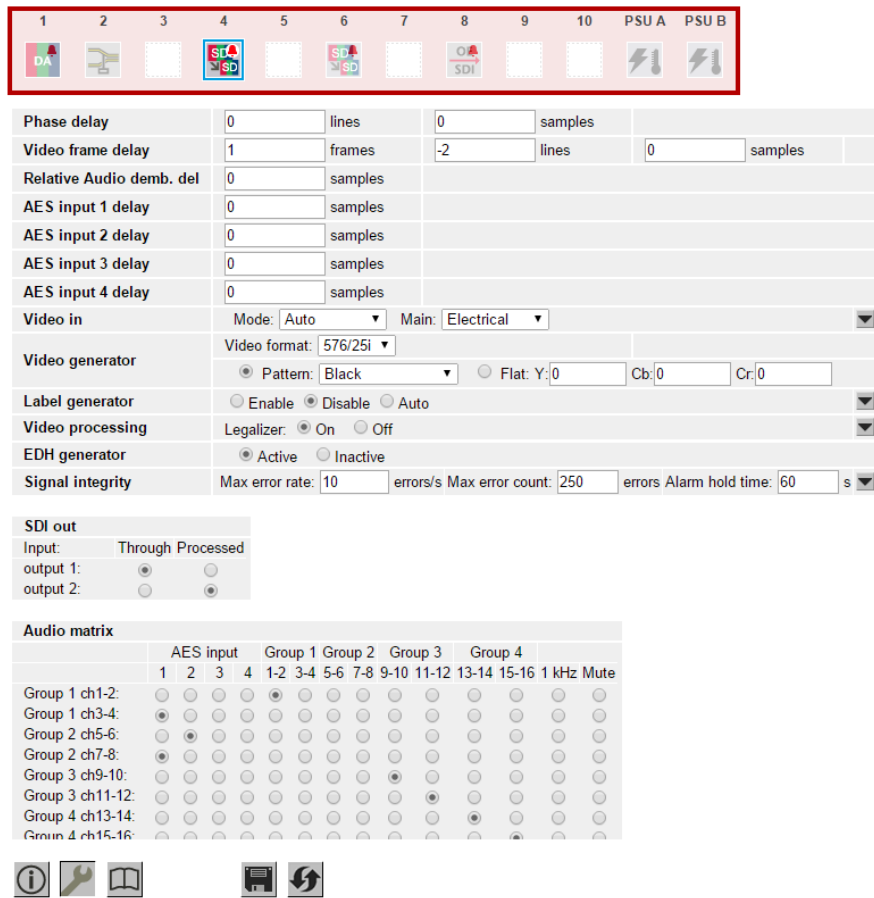 1 2 3 4 5 6 7 8 9 10 PSU A PSU B
DA SD SD SD SD SDI
Phase delay 0 lines 0 samples
Video frame delay 1 frames -2 lines 0 samples
Relative Audio demb. del 0 samples
AES input 1 delay 0 samples
AES input 2 delay 0 samples
AES input 3 delay 0 samples
AES input 4 delay 0 samples
Video in Mode: Auto Main: Electrical
Video format: 576/25i
Video generator
Pattern: Black Flat: Y: 0 Cb: 0 Cr: 0
Label generator Enable Disable Auto
Video processing Legalizer: On Off
EDH generator Active Inactive
Signal integrity Max error rate: 10 errors/s Max error count: 250 errors Alarm hold time: 60 s
SDI out
Input: Through Processed
output 1:
output 2:
Audio matrix
AES input Group 1 Group 2 Group 3 Group 4
1 2 3 4 1-2 3-4 5-6 7-8 9-10 11-12 13-14 15-16 1 kHz Mute
Group 1 ch1-2:
Group 1 ch3-4:
Group 2 ch5-6:
Group 2 ch7-8:
Group 3 ch9-10:
Group 3 ch11-12:
Group 4 ch13-14:
Group 4 ch15-16: